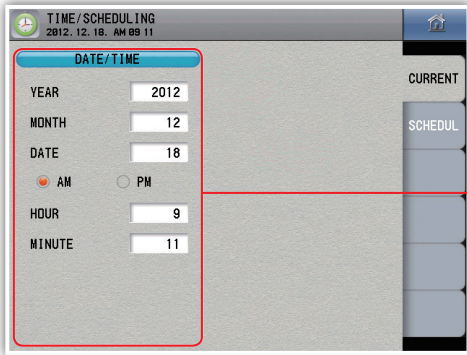 TIME/SCHEDULING
2012. 12. 18. AM 09 11
DATE/TIME
YEAR 2012
MONTH 12
DATE 18
AM PM
HOUR 9
MINUTE 11
CURRENT
SCHEDUL